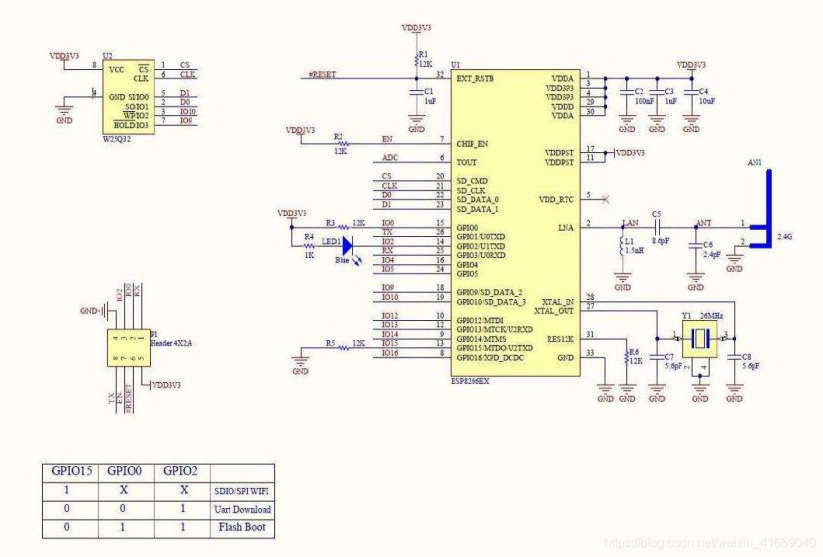 VDD3V3
R1
12K
#RESET
C1
1uF
GND
VDD3V3
U2
8 VCC CS 1 CS
CLK 6 CLK
GND SI/IO0 5 D1
SO/IO1 2 D0
WP/IO2 3 IO10
HOLD/IO3 7 IO9
GND
W25Q32
U1
32 EXT_RSTB
VDDA 1
VDD3P3 3
VDD3P3 4
VDDD 29
VDDA 30
VDD3V3
C2
100nF
C3
1uF
C4
10uF
GND
GND
GND
VDD3V3
R2
12K
EN 7 CHIP_EN
ADC 6 TOUT
VDDPST 17
VDDPST 11
VDD3V3
CS 20 SD_CMD
CLK 21 SD_CLK
D0 22 SD_DATA_0
D1 23 SD_DATA_1
VDD_RTC 5
VDD3V3
R3 12K
R4
1K
LED1
Blue
IO0 15 GPIO0
TX 26 GPIO1/U0TXD
IO2 14 GPIO2/U1TXD
RX 25 GPIO3/U0RXD
IO4 16 GPIO4
IO5 24 GPIO5
LNA 2 LAN
C5
8.6pF
ANT
L1
1.5nH
C6
2.4pF
GND
GND
AN1
1
2
2.4G
GND
IO9 18 GPIO9/SD_DATA_2
IO10 19 GPIO10/SD_DATA_3
XTAL_IN 28
XTAL_OUT 27
IO12 10 GPIO12/MTDI
IO13 12 GPIO13/MTCK/U2RXD
IO14 9 GPIO14/MTMS
IO15 13 GPIO15/MTDO/U2TXD
IO16 8 GPIO16/XPD_DCDC
R5 12K
GND
RES12K 31
GND 33
R6
12K
GND
GND
Y1 26MHz
1
3
2
4
C7
5.6pF
C8
5.6pF
GND
GND
GND
ESP8266EX
IO2
IO0
RX
GND
4 3 2 1
8 7 6 5
P1
Header 4X2A
VDD3V3
TX
EN
#RESET
GPIO15 GPIO0 GPIO2
1 X X SDIO/SPI WIFI
0 0 1 Uart Download
0 1 1 Flash Boot
https://blog.csdn.net/weixin_41659040